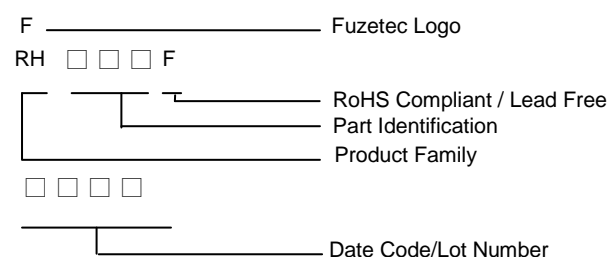 F Fuzetec Logo
RH □ □ □ F
RoHS Compliant / Lead Free
Part Identification
Product Family
□ □ □ □
Date Code/Lot Number